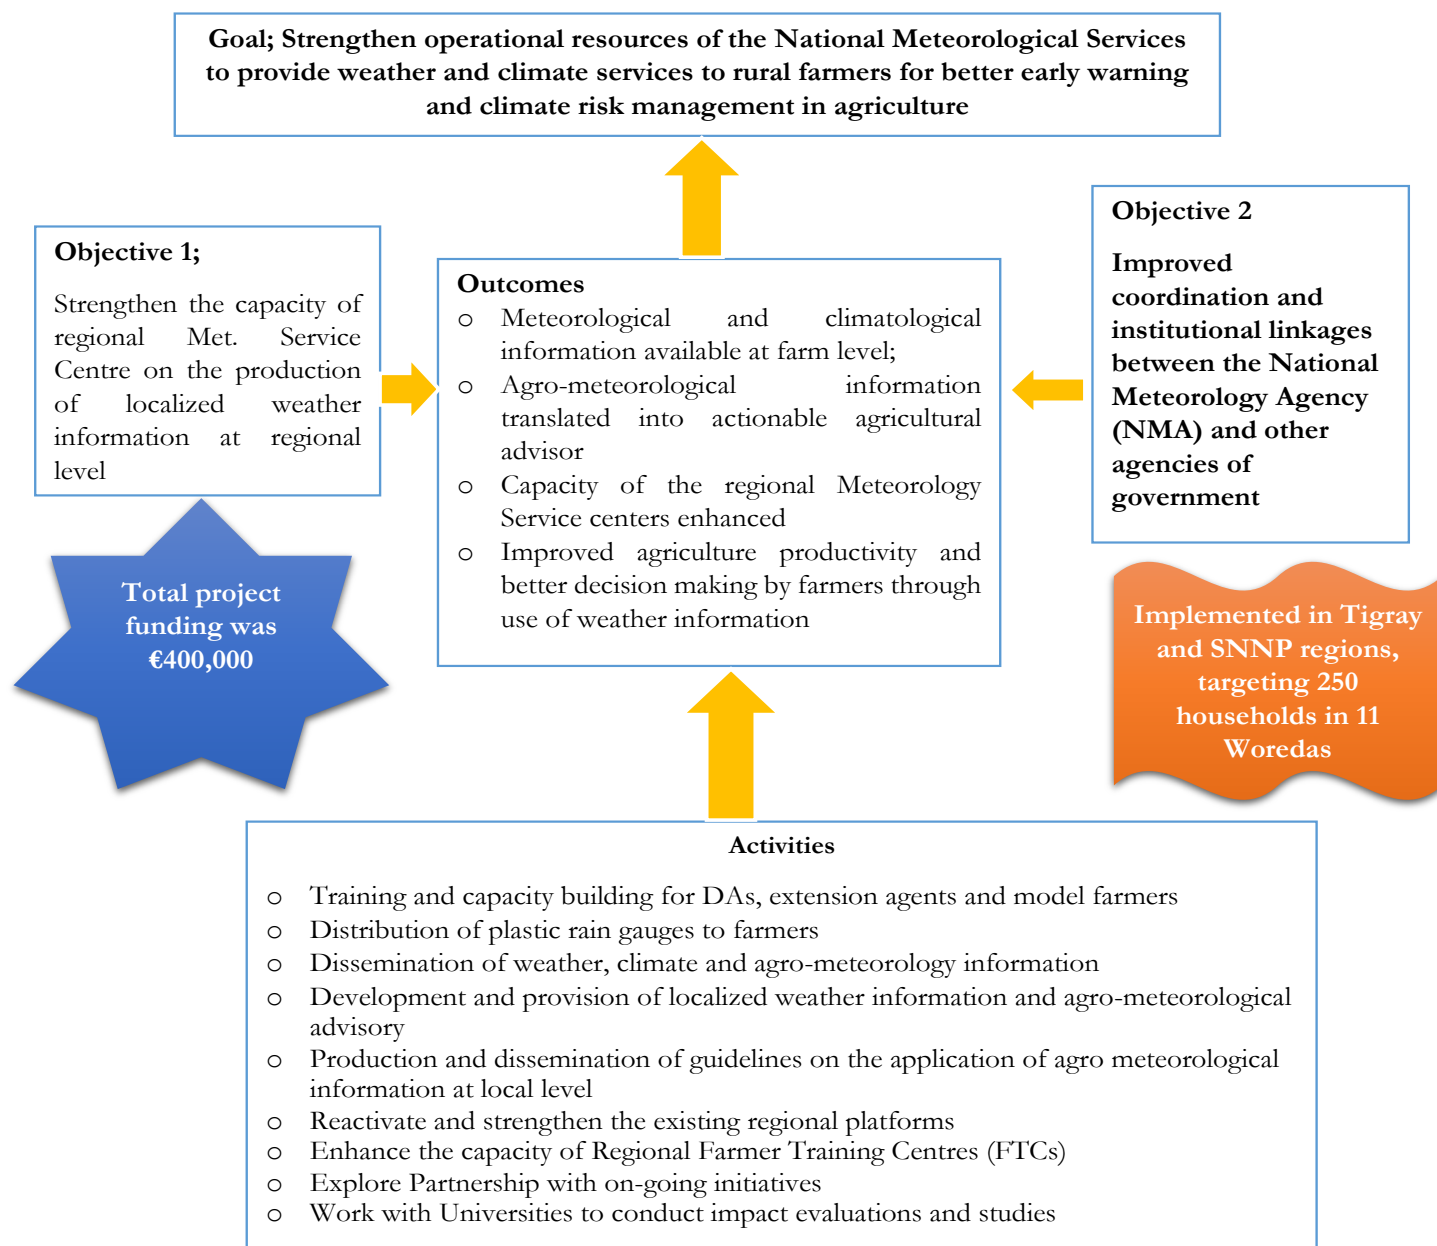 Goal; Strengthen operational resources of the National Meteorological Services
to provide weather and climate services to rural farmers for better early warning
and climate risk management in agriculture
Objective 1;
Strengthen the capacity of
regional Met. Service
Centre on the production
of localized weather
information at regional
level
Outcomes
o Meteorological and climatological
information available at farm level;
o Agro-meteorological information
translated into actionable agricultural
advisor
o Capacity of the regional Meteorology
Service centers enhanced
o Improved agriculture productivity and
better decision making by farmers through
use of weather information
Objective 2
Improved
coordination and
institutional linkages
between the National
Meteorology Agency
(NMA) and other
agencies of
government
Total project
funding was
€400,000
Implemented in Tigray
and SNNP regions,
targeting 250
households in 11
Woredas
Activities
o Training and capacity building for DAs, extension agents and model farmers
o Distribution of plastic rain gauges to farmers
o Dissemination of weather, climate and agro-meteorology information
o Development and provision of localized weather information and agro-meteorological
advisory
o Production and dissemination of guidelines on the application of agro meteorological
information at local level
o Reactivate and strengthen the existing regional platforms
o Enhance the capacity of Regional Farmer Training Centres (FTCs)
o Explore Partnership with on-going initiatives
o Work with Universities to conduct impact evaluations and studies